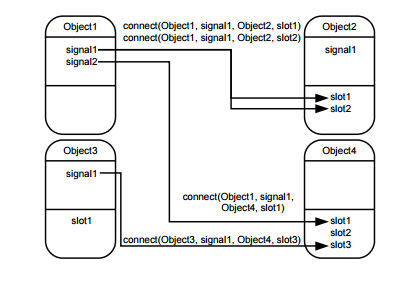 Object1
signal1
signal2
connect(Object1, signal1, Object2, slot1)
connect(Object1, signal1, Object2, slot2)
Object2
signal1
slot1
slot2
Object3
signal1
slot1
connect(Object1, signal1,
Object4, slot1)
connect(Object3, signal1, Object4, slot3)
Object4
slot1
slot2
slot3